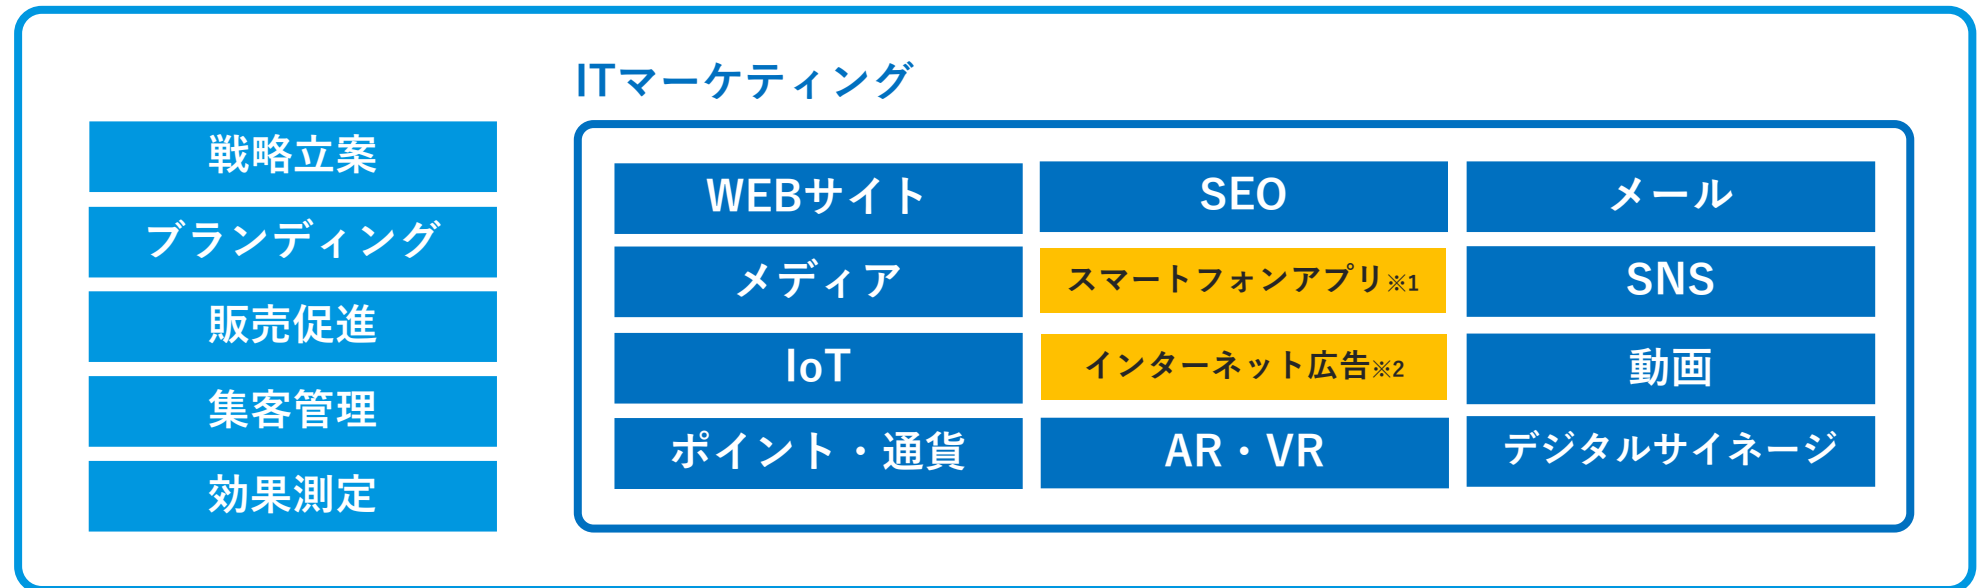 ITマーケティング
戦略立案
ブランディング
販売促進
集客管理
効果測定
WEBサイト
SEO
メール
メディア
スマートフォンアプリ※1
SNS
IoT
インターネット広告※2
動画
ポイント・通貨
AR・VR
デジタルサイネージ